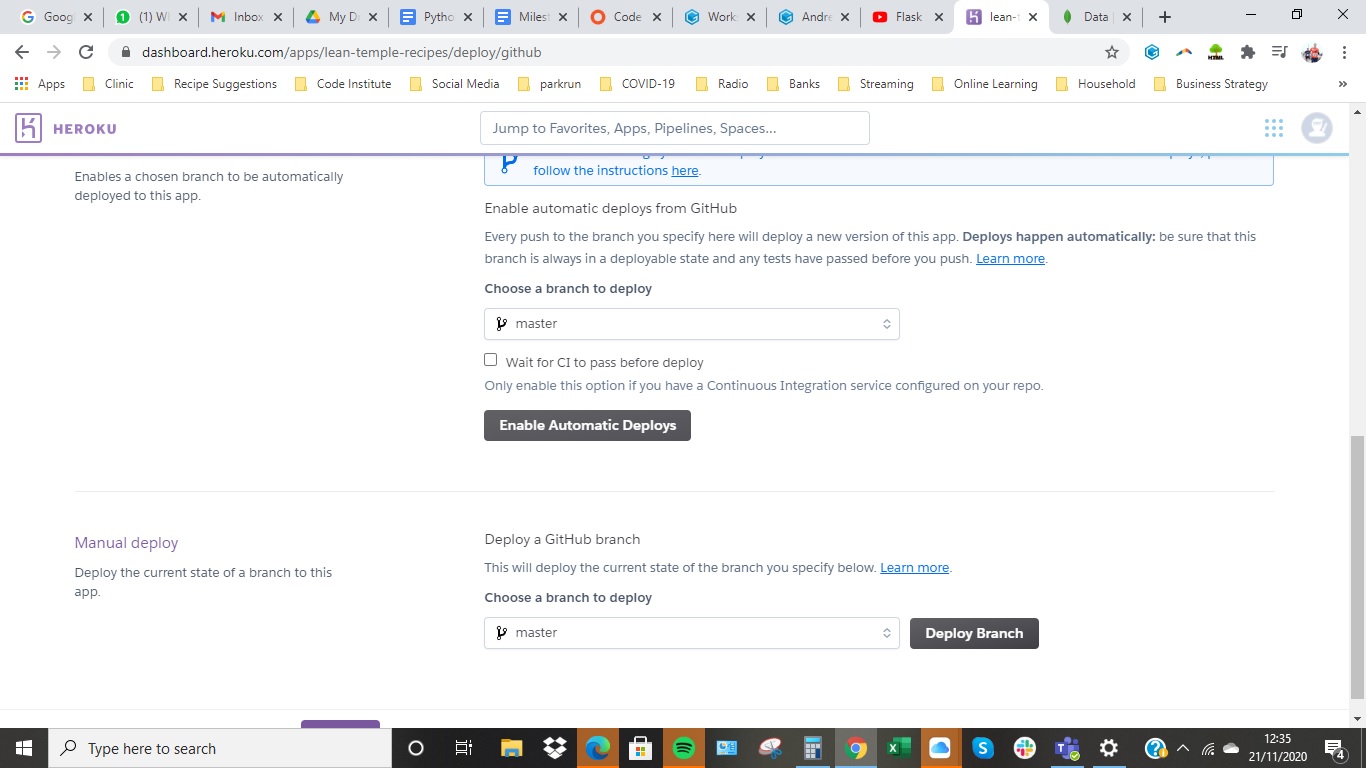 Goog
(1) W
Inbox
My D
Pytho
Milest
Code
Work
Andre
Flask
lean-t
Data
dashboard.heroku.com/apps/lean-temple-recipes/deploy/github
Apps
Clinic
Recipe Suggestions
Code Institute
Social Media
parkrun
COVID-19
Radio
Banks
Streaming
Online Learning
Household
Business Strategy
HEROKU
Jump to Favorites, Apps, Pipelines, Spaces...
follow the instructions here.
Enables a chosen branch to be automatically
deployed to this app.
Enable automatic deploys from GitHub
Every push to the branch you specify here will deploy a new version of this app. Deploys happen automatically: be sure that this
branch is always in a deployable state and any tests have passed before you push. Learn more.
Choose a branch to deploy
master
Wait for CI to pass before deploy
Only enable this option if you have a Continuous Integration service configured on your repo.
Enable Automatic Deploys
Manual deploy
Deploy the current state of a branch to this
app.
Deploy a GitHub branch
This will deploy the current state of the branch you specify below. Learn more.
Choose a branch to deploy
master
Deploy Branch
Type here to search
12:35
21/11/2020
4